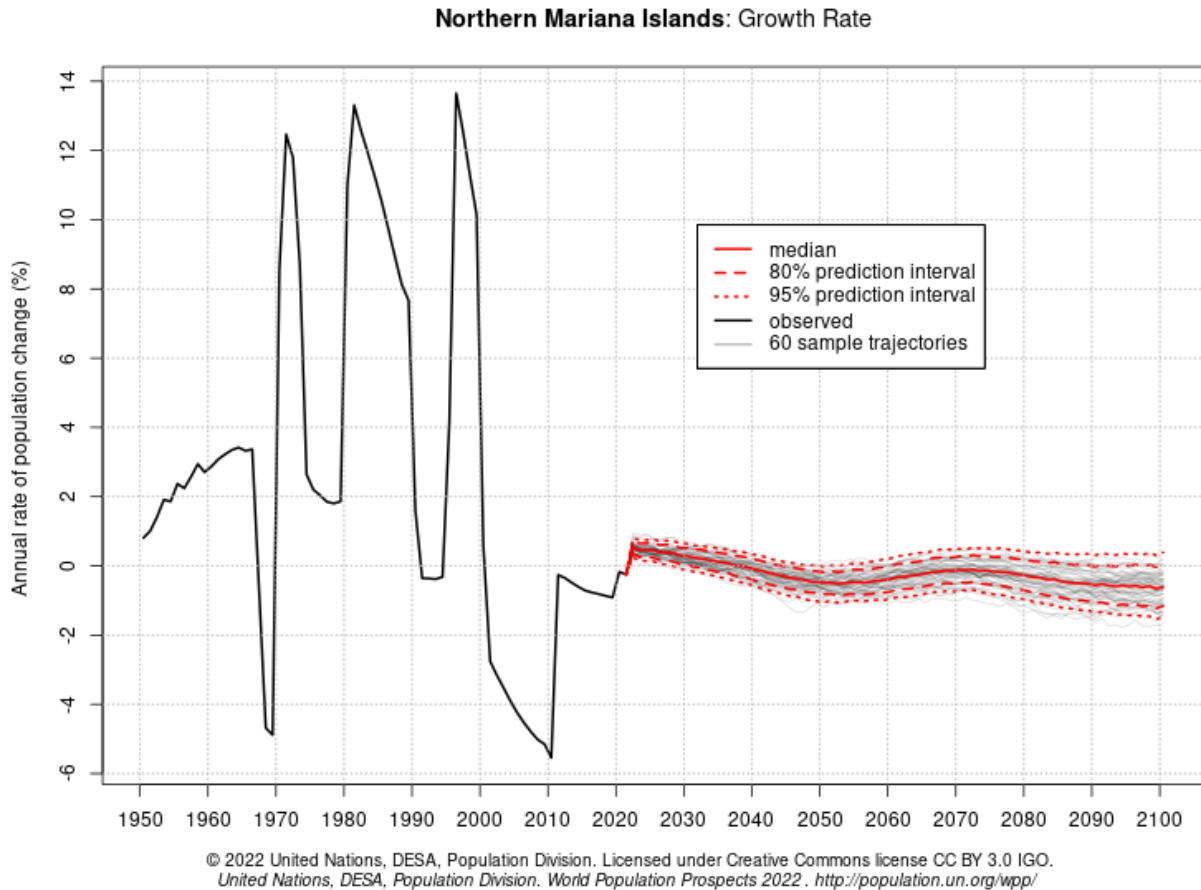 Northern Mariana Islands: Growth Rate
Annual rate of population change (%)
14
12
10
8
6
4
2
0
-2
-4
-6
median
80% prediction interval
95% prediction interval
observed
60 sample trajectories
1950 1960 1970 1980 1990 2000 2010 2020 2030 2040 2050 2060 2070 2080 2090 2100
© 2022 United Nations, DESA, Population Division. Licensed under Creative Commons license CC BY 3.0 IGO.
United Nations, DESA, Population Division. World Population Prospects 2022 . http://population.un.org/wpp/